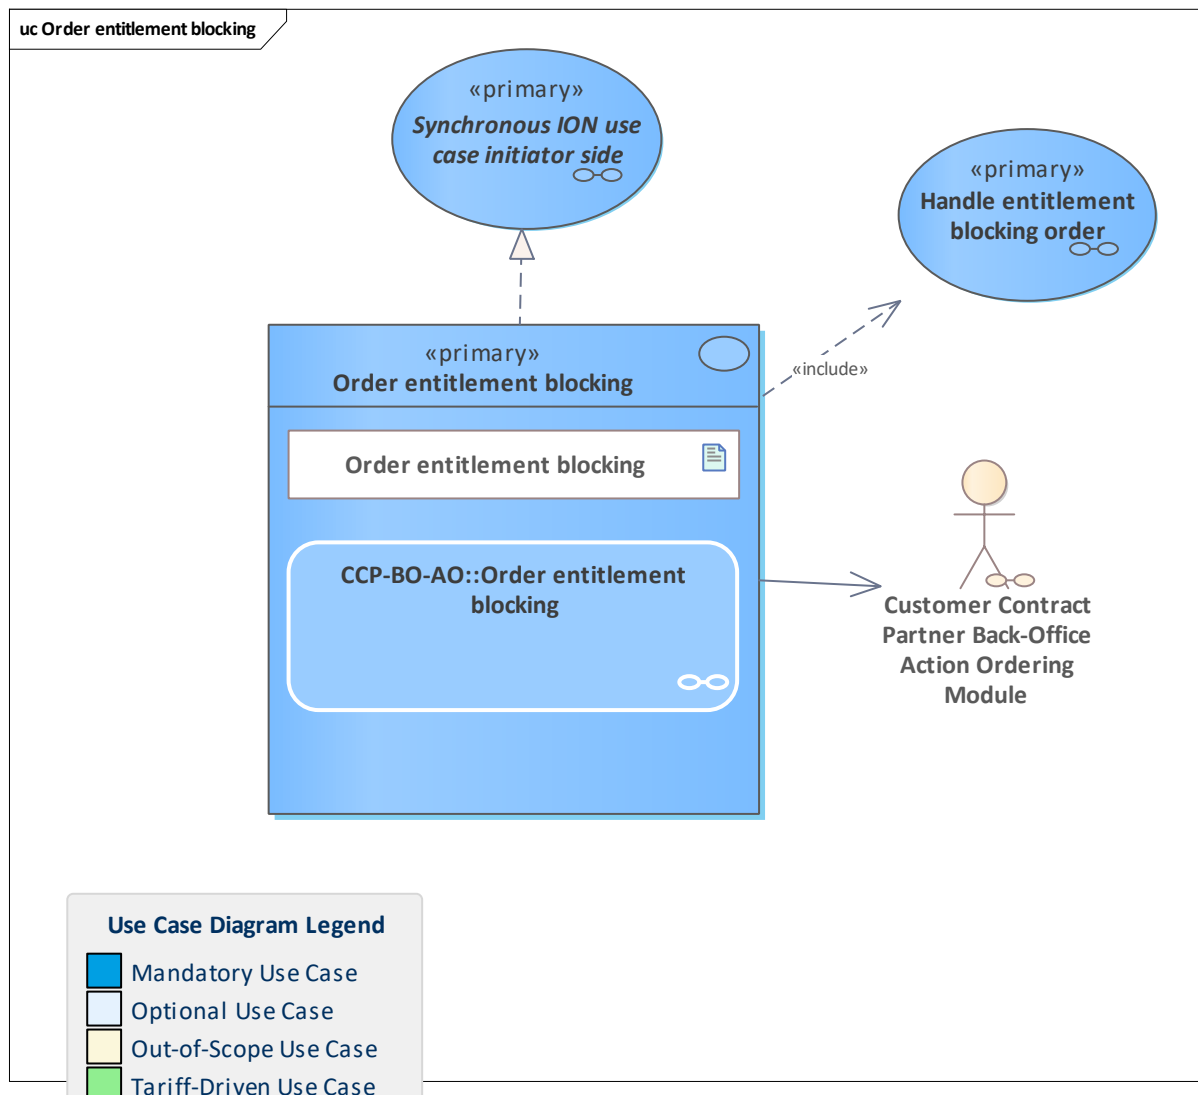 uc Order entitlement blocking
«primary»
Synchronous ION use
case initiator side
«primary»
Handle entitlement
blocking order
«primary»
Order entitlement blocking
«include»
Order entitlement blocking
CCP-BO-AO::Order entitlement
blocking
Customer Contract
Partner Back-Office
Action Ordering
Module
Use Case Diagram Legend
Mandatory Use Case
Optional Use Case
Out-of-Scope Use Case
Tariff-Driven Use Case